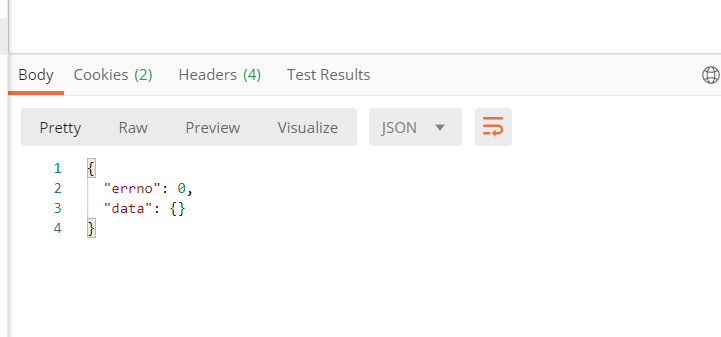 Body Cookies (2) Headers (4) Test Results
Pretty Raw Preview Visualize JSON
1 {
2 "errno": 0,
3 "data": {}
4 }